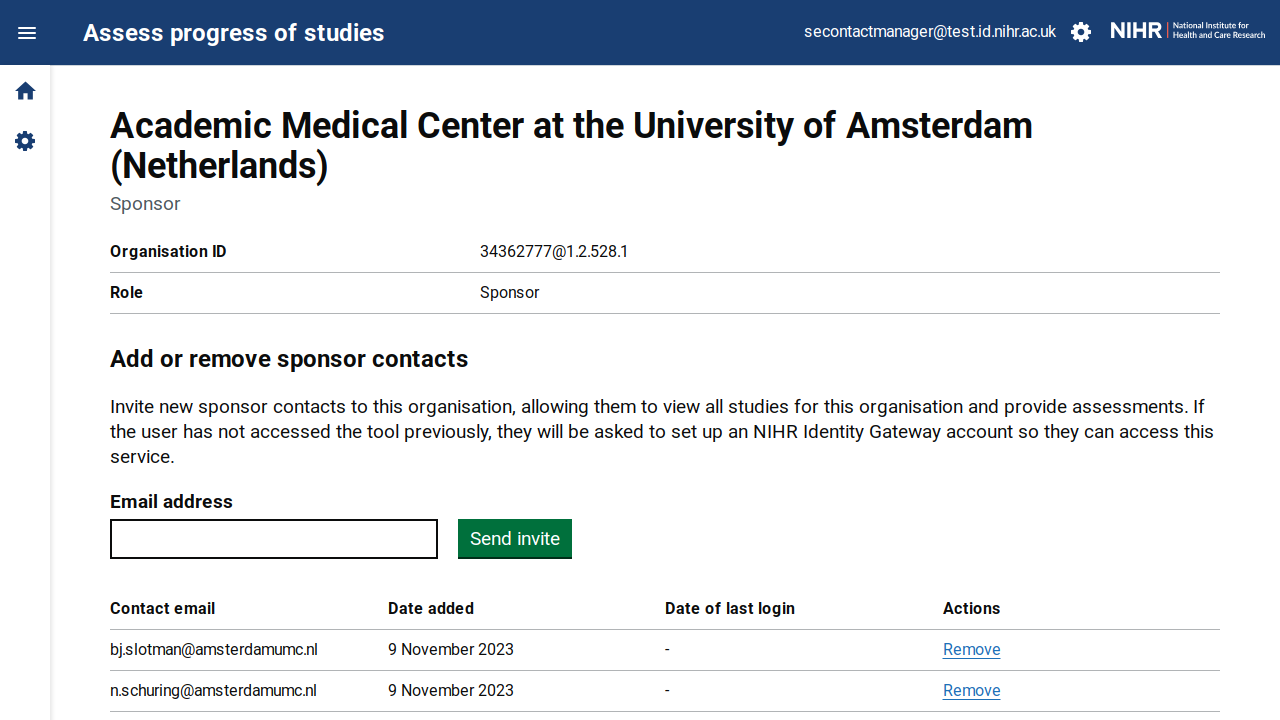 Assess progress of studies
secontactmanager@test.id.nihr.ac.uk
NIHR
National Institute for
Health and Care Research
Academic Medical Center at the University of Amsterdam
(Netherlands)
Sponsor
Organisation ID 34362777@1.2.528.1
Role Sponsor
Add or remove sponsor contacts
Invite new sponsor contacts to this organisation, allowing them to view all studies for this organisation and provide assessments. If
the user has not accessed the tool previously, they will be asked to set up an NIHR Identity Gateway account so they can access this
service.
Email address
Send invite
Contact email Date added Date of last login Actions
bj.slotman@amsterdamumc.nl 9 November 2023 - Remove
n.schuring@amsterdamumc.nl 9 November 2023 - Remove